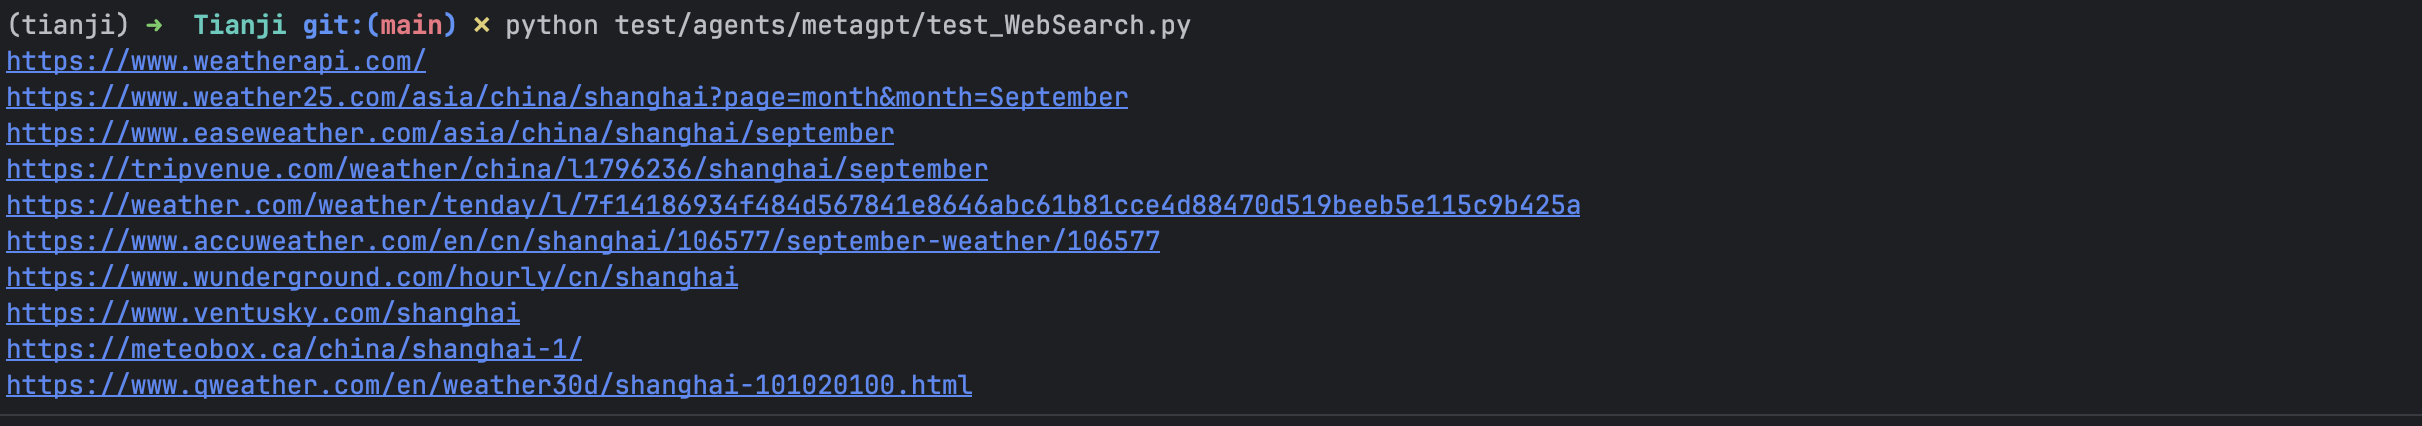 (tianji) ➜  Tianji git:(main) ✗ python test/agents/metagpt/test_WebSearch.py
https://www.weatherapi.com/
https://www.weather25.com/asia/china/shanghai?page=month&month=September
https://www.easeweather.com/asia/china/shanghai/september
https://tripvenue.com/weather/china/l1796236/shanghai/september
https://weather.com/weather/tenday/l/7f14186934f484d567841e8646abc61b81cce4d88470d519beeb5e115c9b425a
https://www.accuweather.com/en/cn/shanghai/106577/september-weather/106577
https://www.wunderground.com/hourly/cn/shanghai
https://www.ventusky.com/shanghai
https://meteobox.ca/china/shanghai-1/
https://www.qweather.com/en/weather30d/shanghai-101020100.html